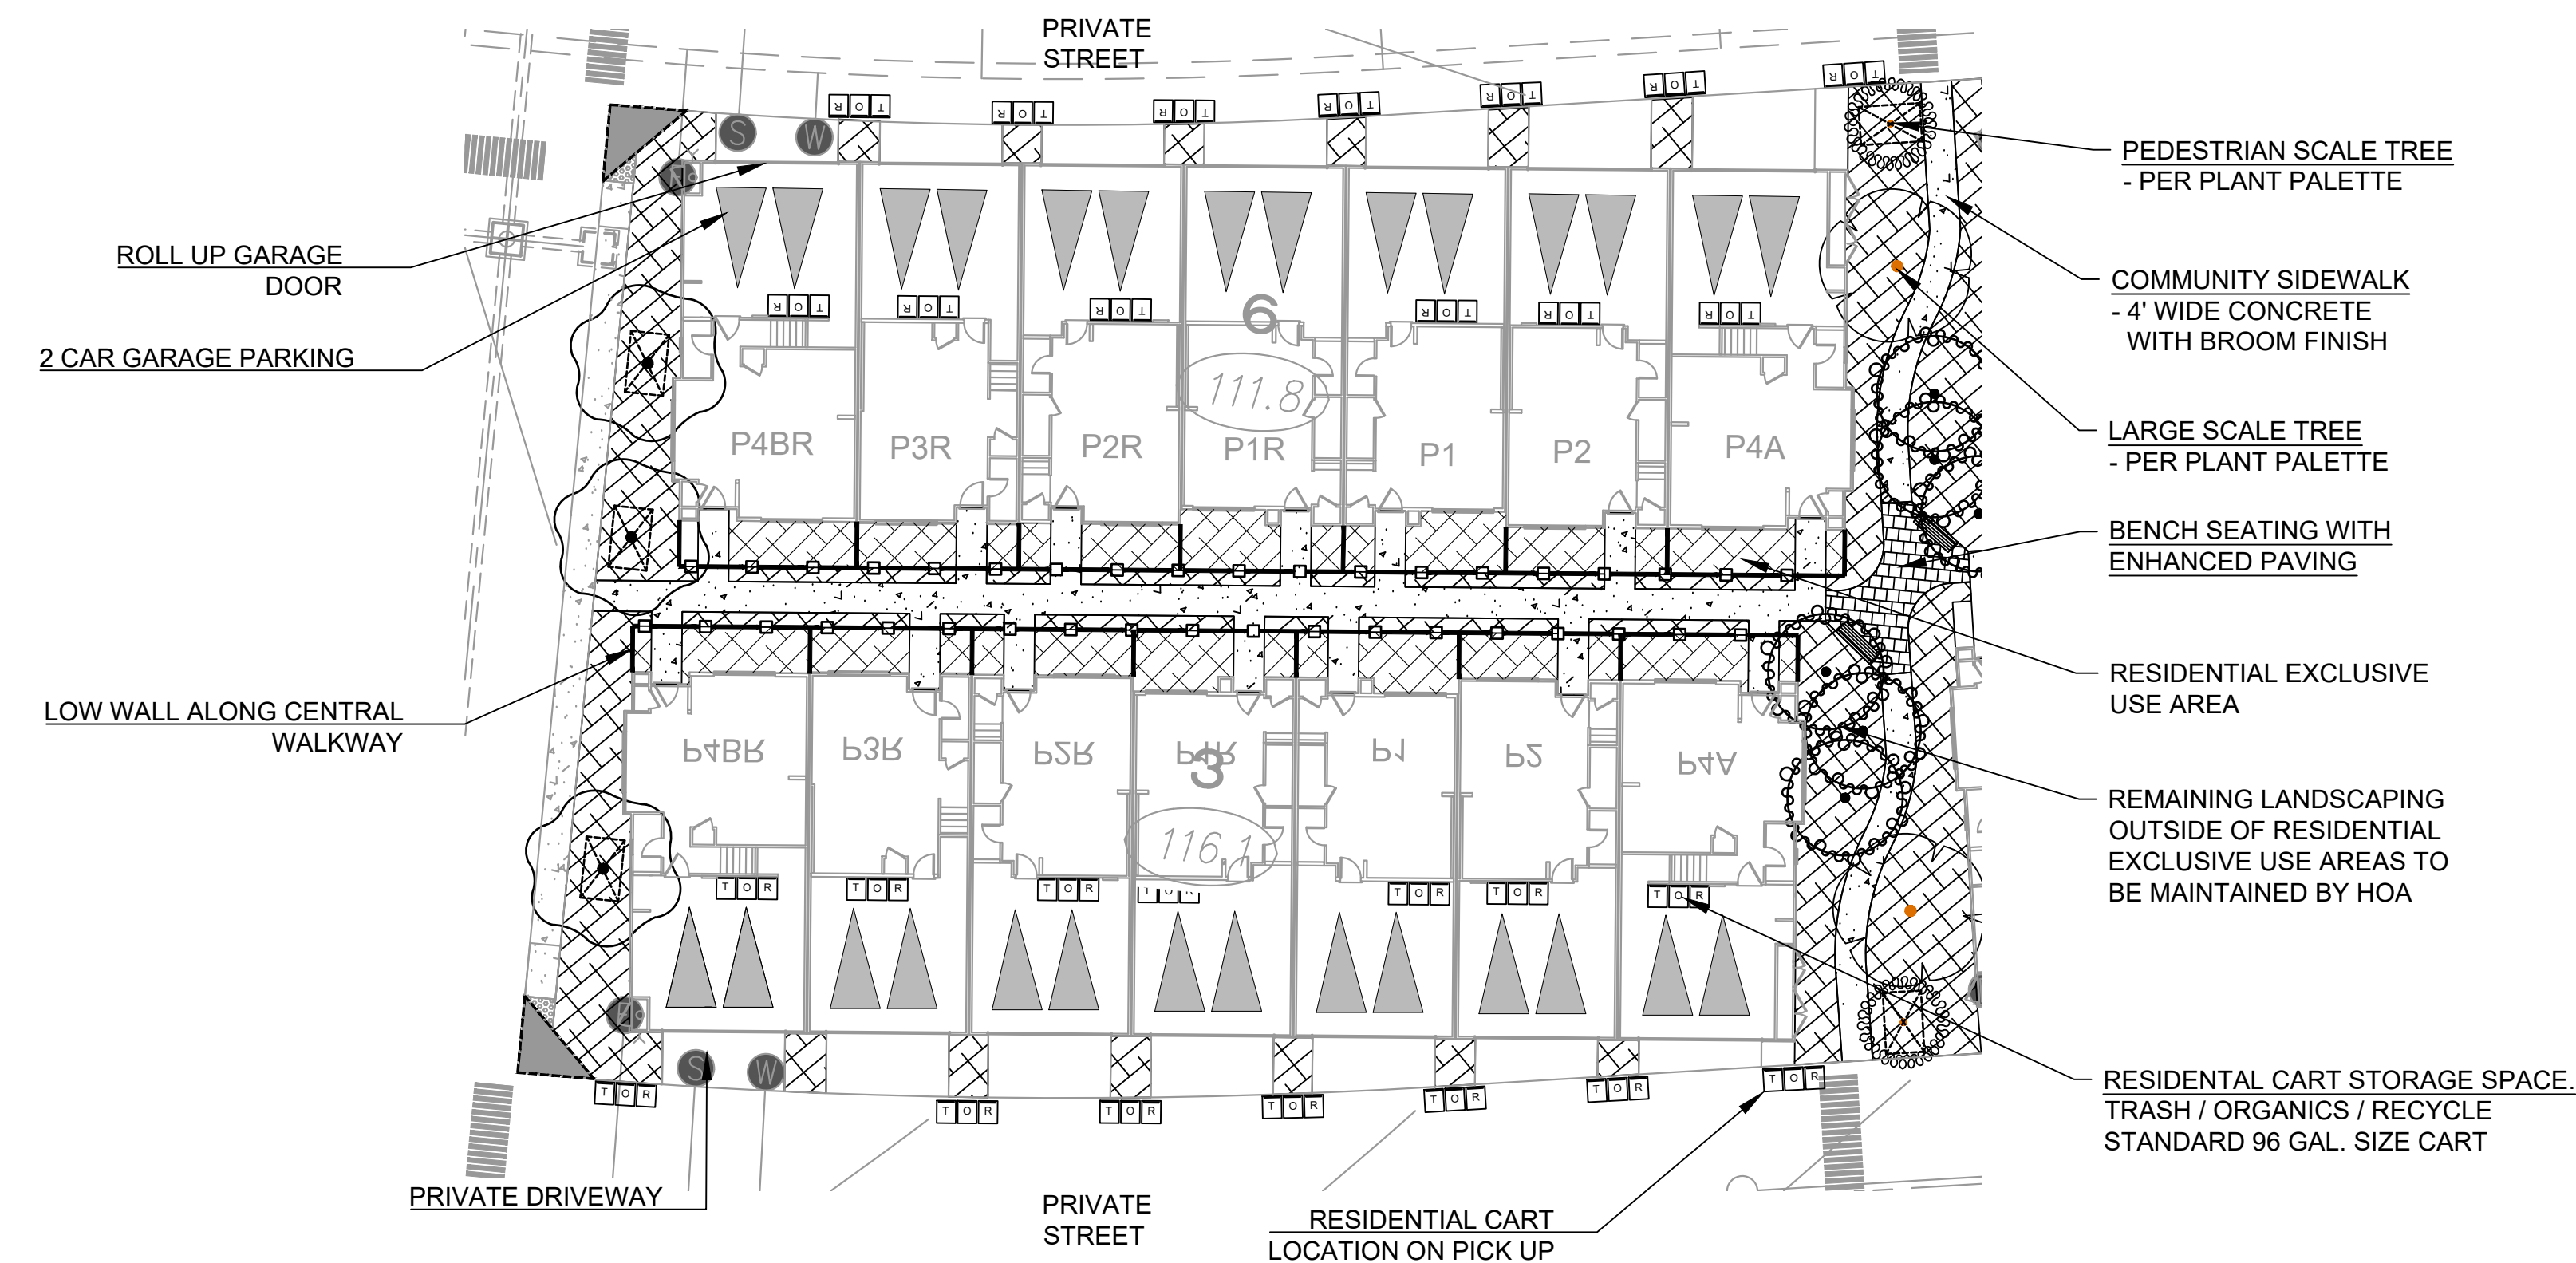 PRIVATE
STREET
R O T
R O T
R O T
R O T
R O T
R O T
R O T
S
W
PEDESTRIAN SCALE TREE
- PER PLANT PALETTE
ROLL UP GARAGE
DOOR
COMMUNITY SIDEWALK
- 4' WIDE CONCRETE
WITH BROOM FINISH
R O T
R O T
R O T
6
R O T
R O T
R O T
2 CAR GARAGE PARKING
111.8
P4BR
P3R
P2R
P1R
P1
P2
P4A
LARGE SCALE TREE
- PER PLANT PALETTE
BENCH SEATING WITH
ENHANCED PAVING
RESIDENTIAL EXCLUSIVE
USE AREA
LOW WALL ALONG CENTRAL
WALKWAY
P4BR
P3R
P2R
P1R
3
P1
P2
P4A
REMAINING LANDSCAPING
OUTSIDE OF RESIDENTIAL
EXCLUSIVE USE AREAS TO
BE MAINTAINED BY HOA
116.1
T O R
T O R
T O R
T O R
T O R
T O R
T O R
S
W
T O R
T O R
T O R
T O R
T O R
T O R
T O R
RESIDENTAL CART STORAGE SPACE.
TRASH / ORGANICS / RECYCLE
STANDARD 96 GAL. SIZE CART
PRIVATE DRIVEWAY
PRIVATE
STREET
RESIDENTIAL CART
LOCATION ON PICK UP